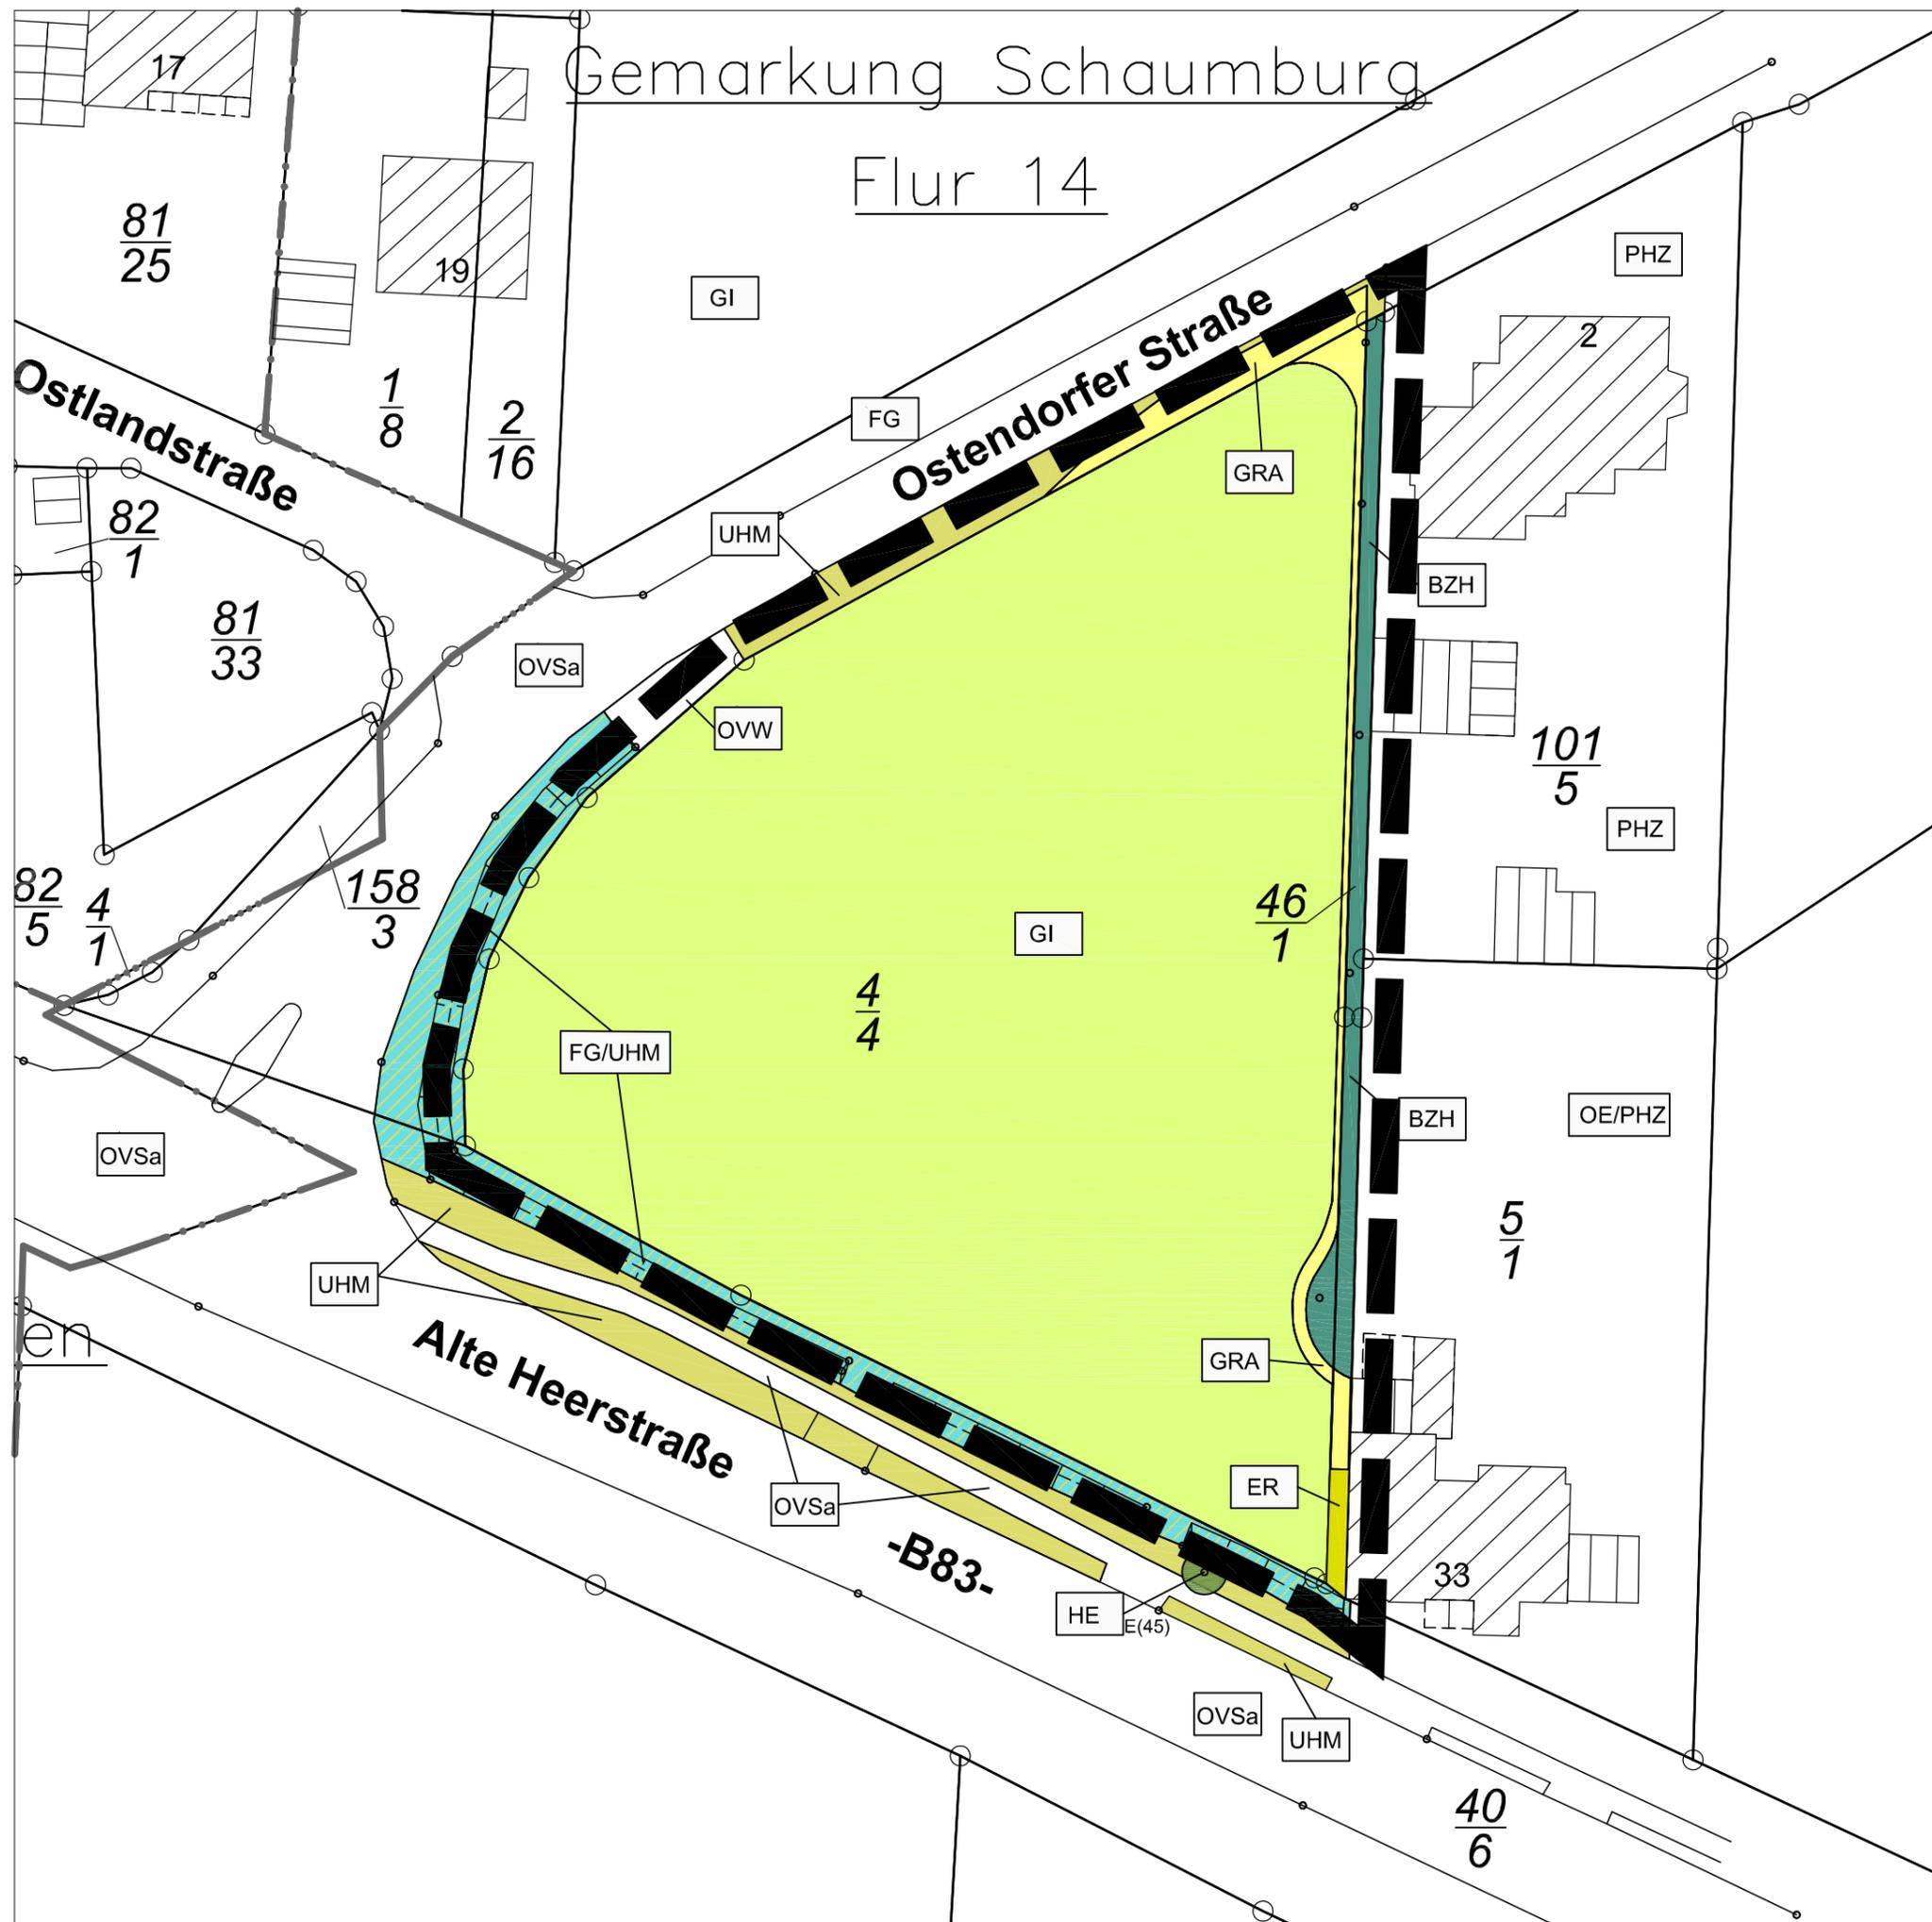 Gemarkung Schaumburg
17
Flur 14
81
25
19
PHZ
GI
2
Ostendorfer Straße
Ostlandstraße
1
8
2
16
FG
GRA
82
1
UHM
BZH
81
33
OVSa
OVW
101
5
PHZ
82
5
4
1
158
3
46
1
GI
4
4
FG/UHM
BZH
OE/PHZ
OVSa
5
1
UHM
en
Alte Heerstraße
GRA
ER
OVSa
-B83-
33
HE
E(45)
OVSa
UHM
40
6